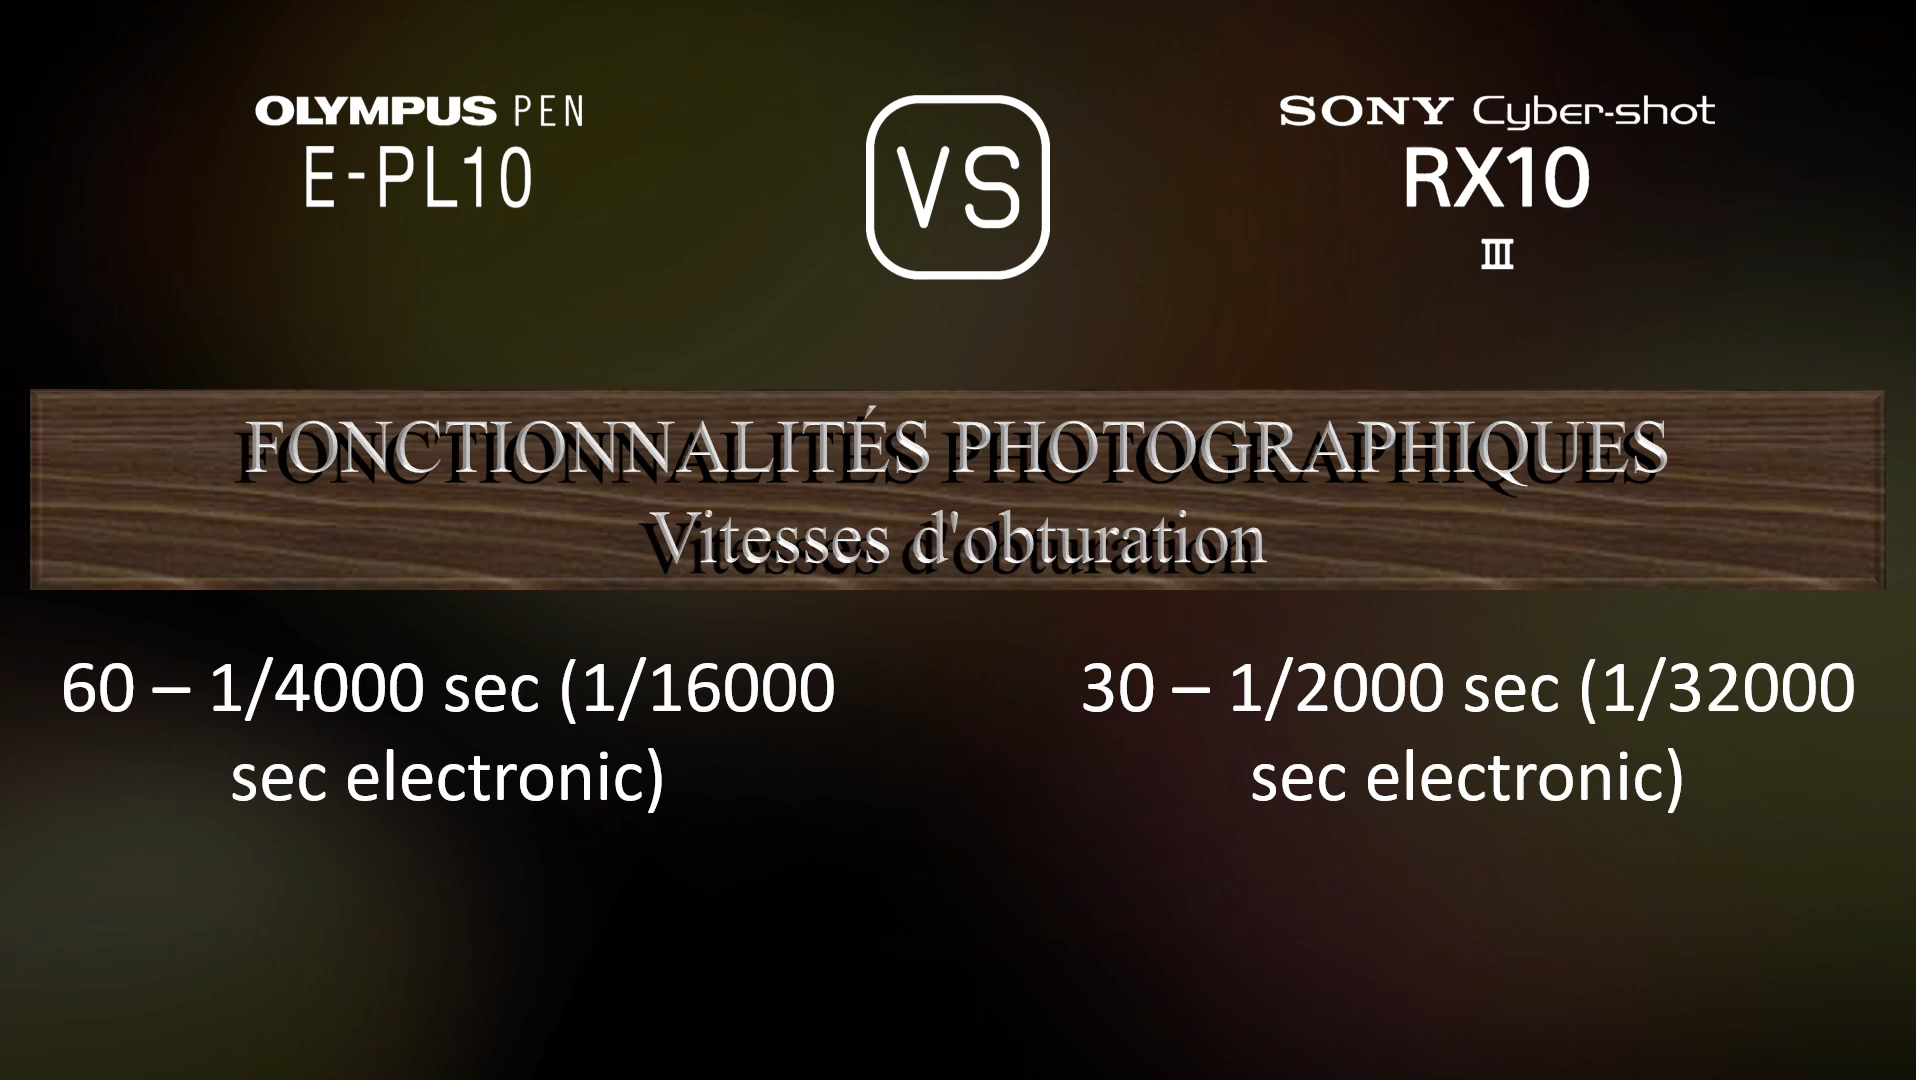 OLYMPUS PEN
E-PL10
VS
SONY Cyber-shot
RX10
III
FONCTIONNALITÉS PHOTOGRAPHIQUES
Vitesses d'obturation
60 – 1/4000 sec (1/16000
sec electronic)
30 – 1/2000 sec (1/32000
sec electronic)